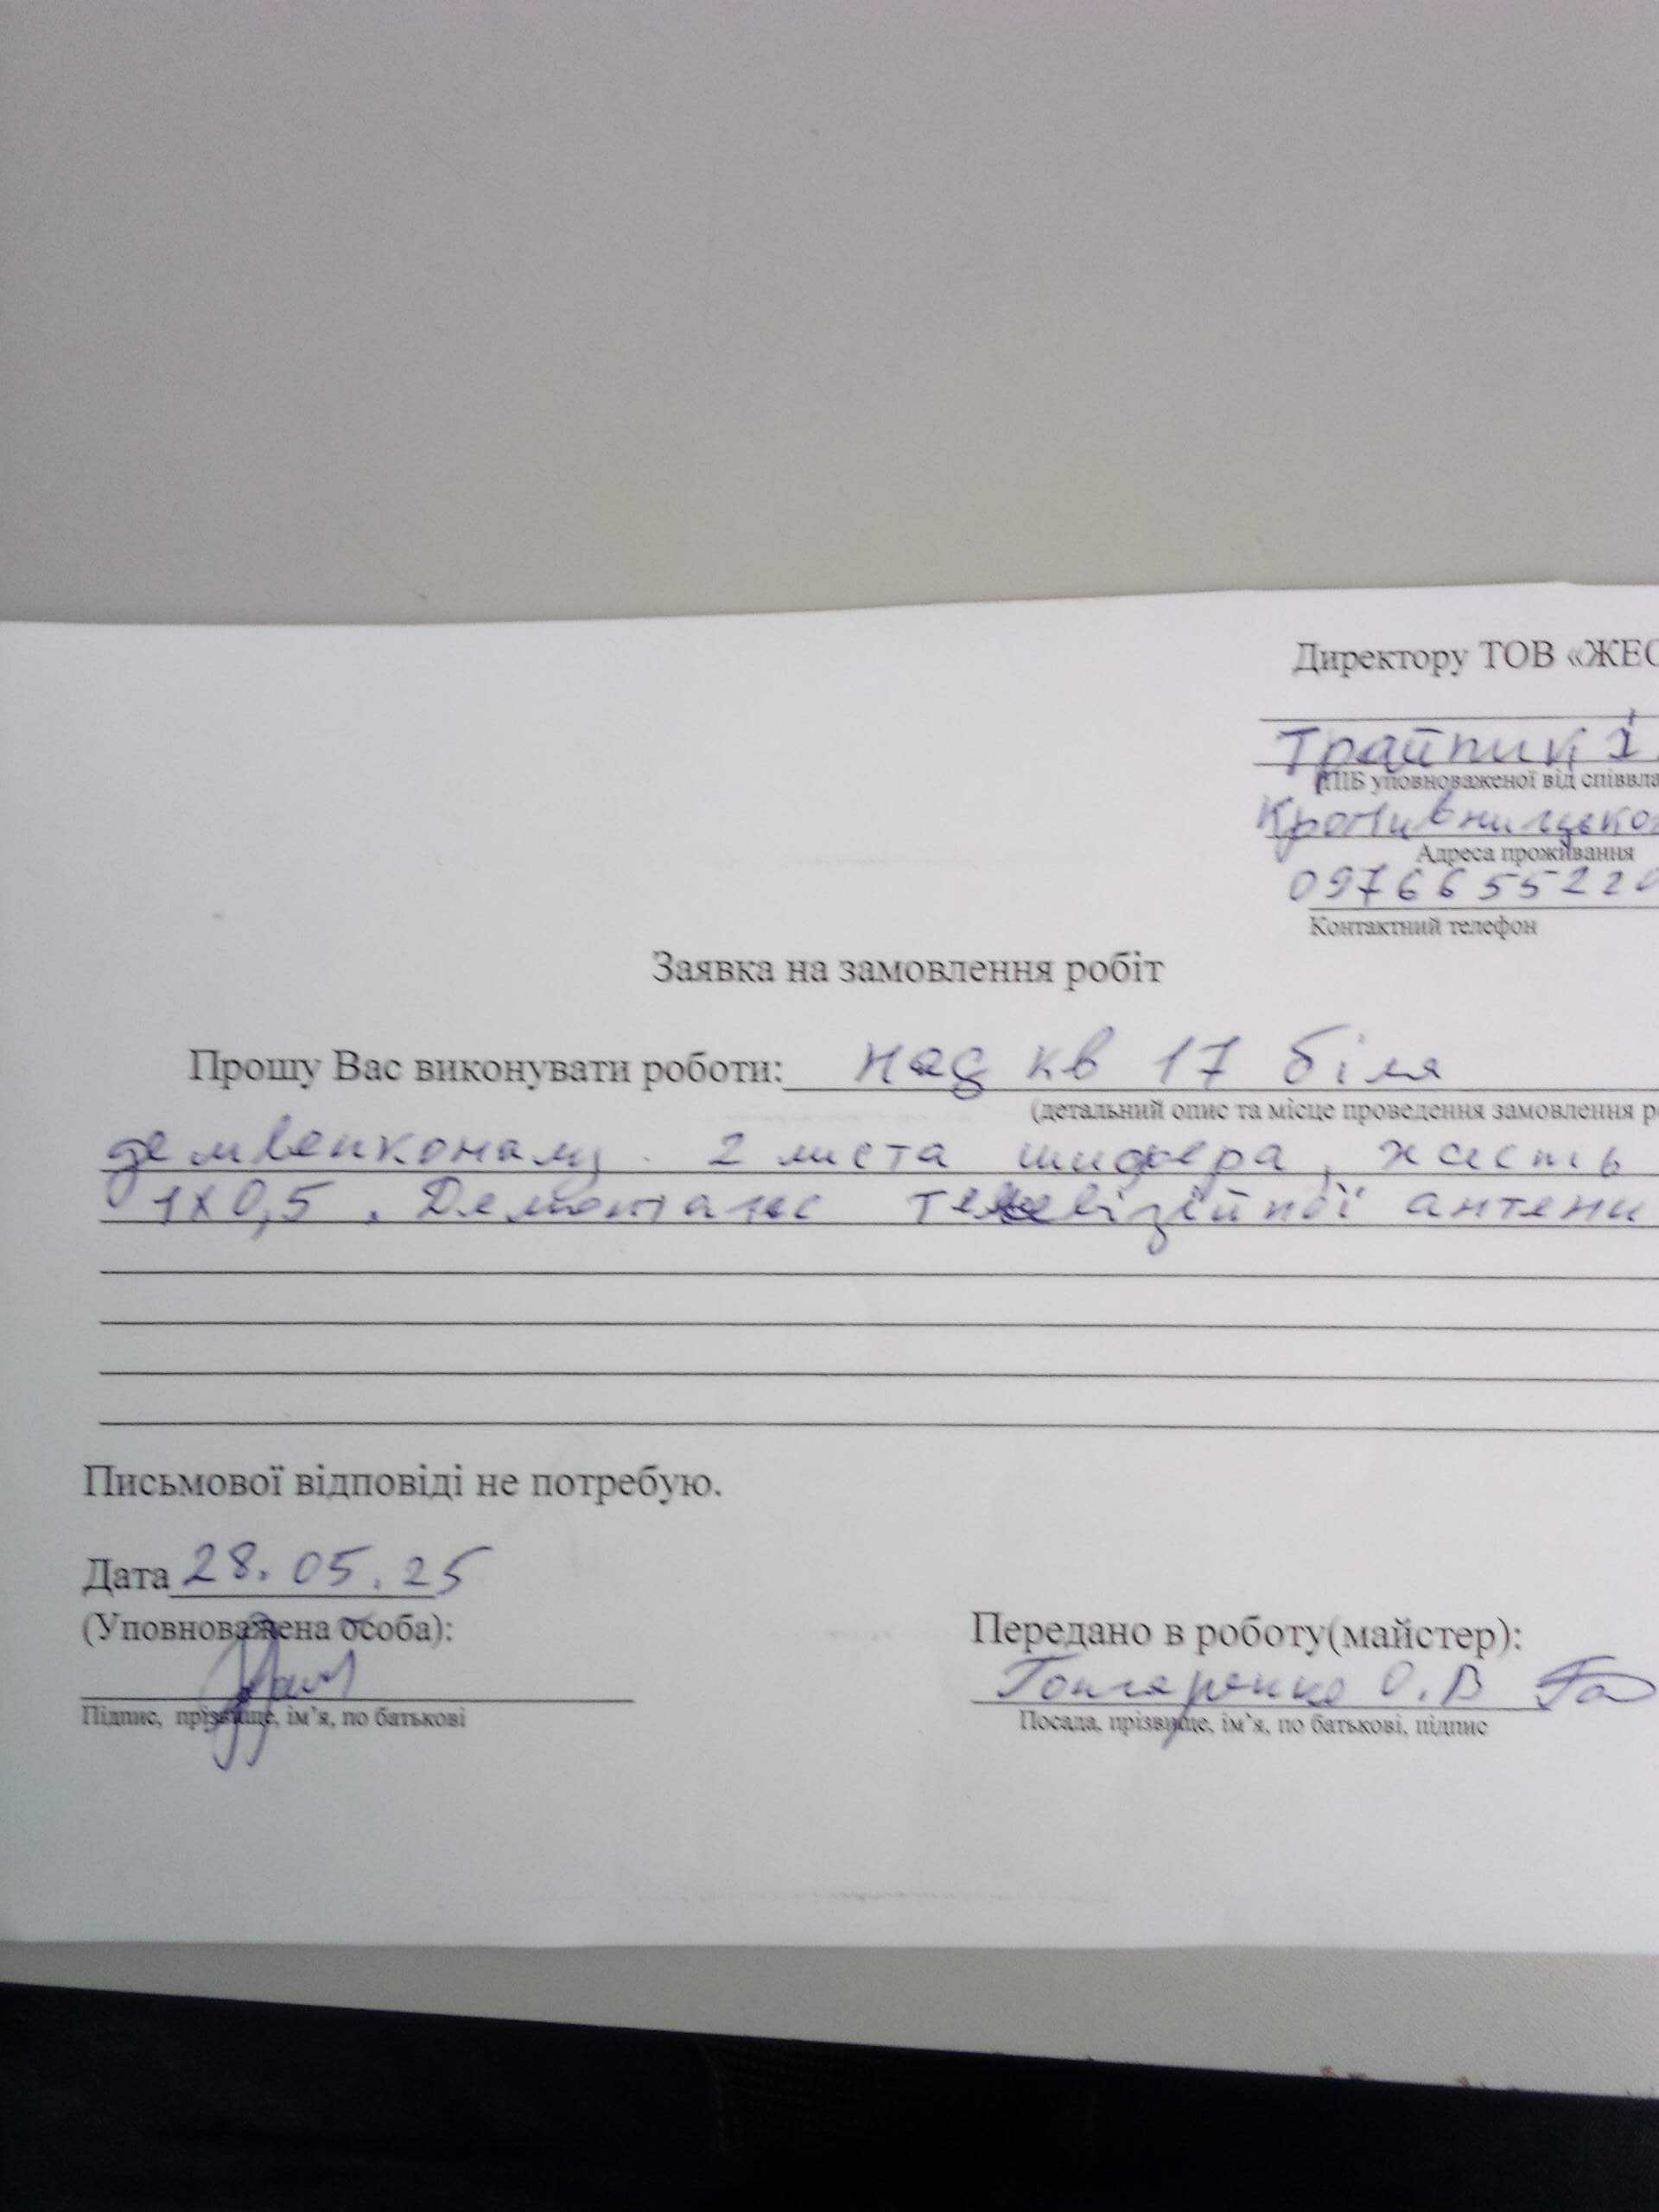 Директору ТОВ «ЖЕО
Трайпик І.
ПІБ уповноваженої від співвла
Кропивницько
Адреса проживання
097665522
Контактний телефон
Заявка на замовлення робіт
Прошу Вас виконувати роботи: над кв 17 біля
(детальний опис та місце проведення замовлення р
демвенконалу. 2 листа шифера, жесть
1х0,5. Демонтаж телевізійної антени
Письмової відповіді не потребую.
Дата 28.05.25
(Уповноважена особа):
Передано в роботу(майстер):
Гончаренко О.В
Підпис, прізвище, ім’я, по батькові
Посада, прізвище, ім’я, по батькові, підпис